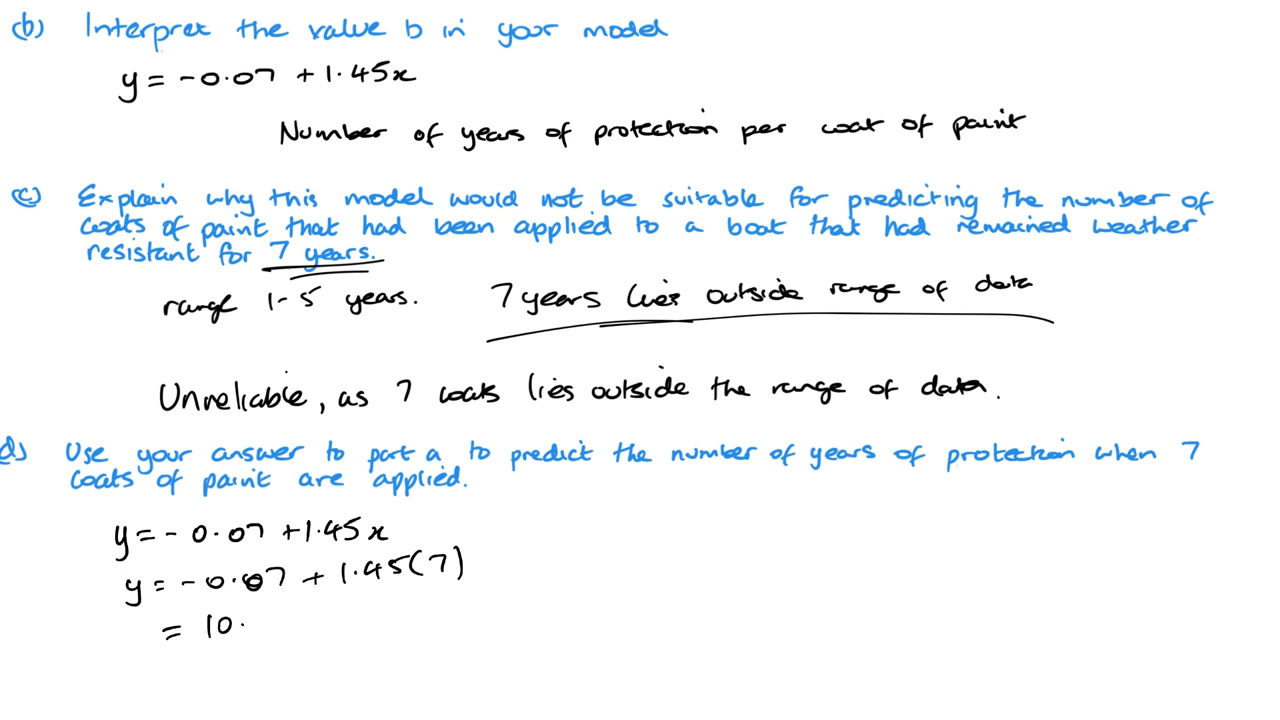 (b) Interpret the value b in your model
y = -0.07 + 1.45x
Number of years of protection per coat of paint
(c) Explain why this model would not be suitable for predicting the number of
coats of paint that had been applied to a boat that had remained weather
resistant for 7 years.
range 1-5 years. 7 years lies outside range of data
Unreliable, as 7 coats lies outside the range of data.
d) Use your answer to part a to predict the number of years of protection when 7
coats of paint are applied.
y = -0.07 + 1.45x
y = -0.07 + 1.45(7)
= 10.